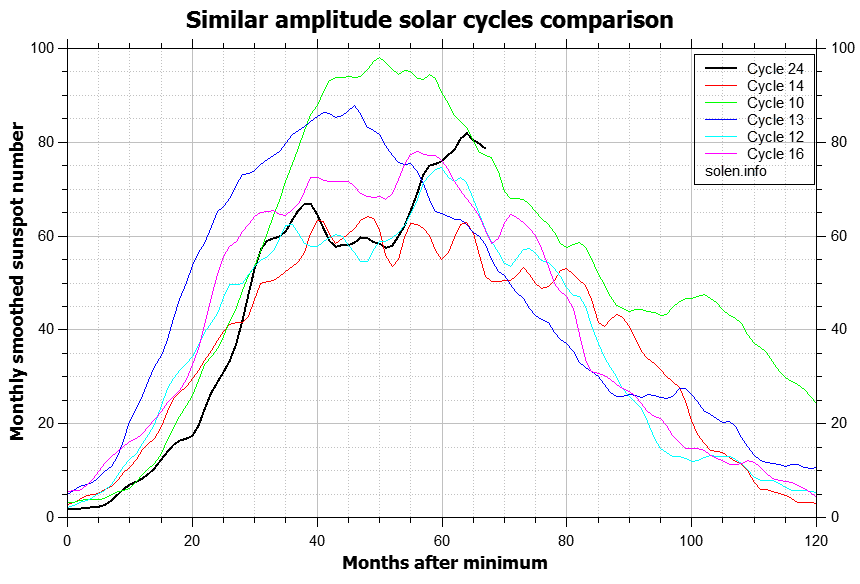 Similar amplitude solar cycles comparison
100 100
Cycle 24
Cycle 14
Cycle 10
Cycle 13
Cycle 12
Cycle 16
solen.info
80 80
60 60
40 40
20 20
0 0
Monthly smoothed sunspot number
0 20 40 60 80 100 120
Months after minimum